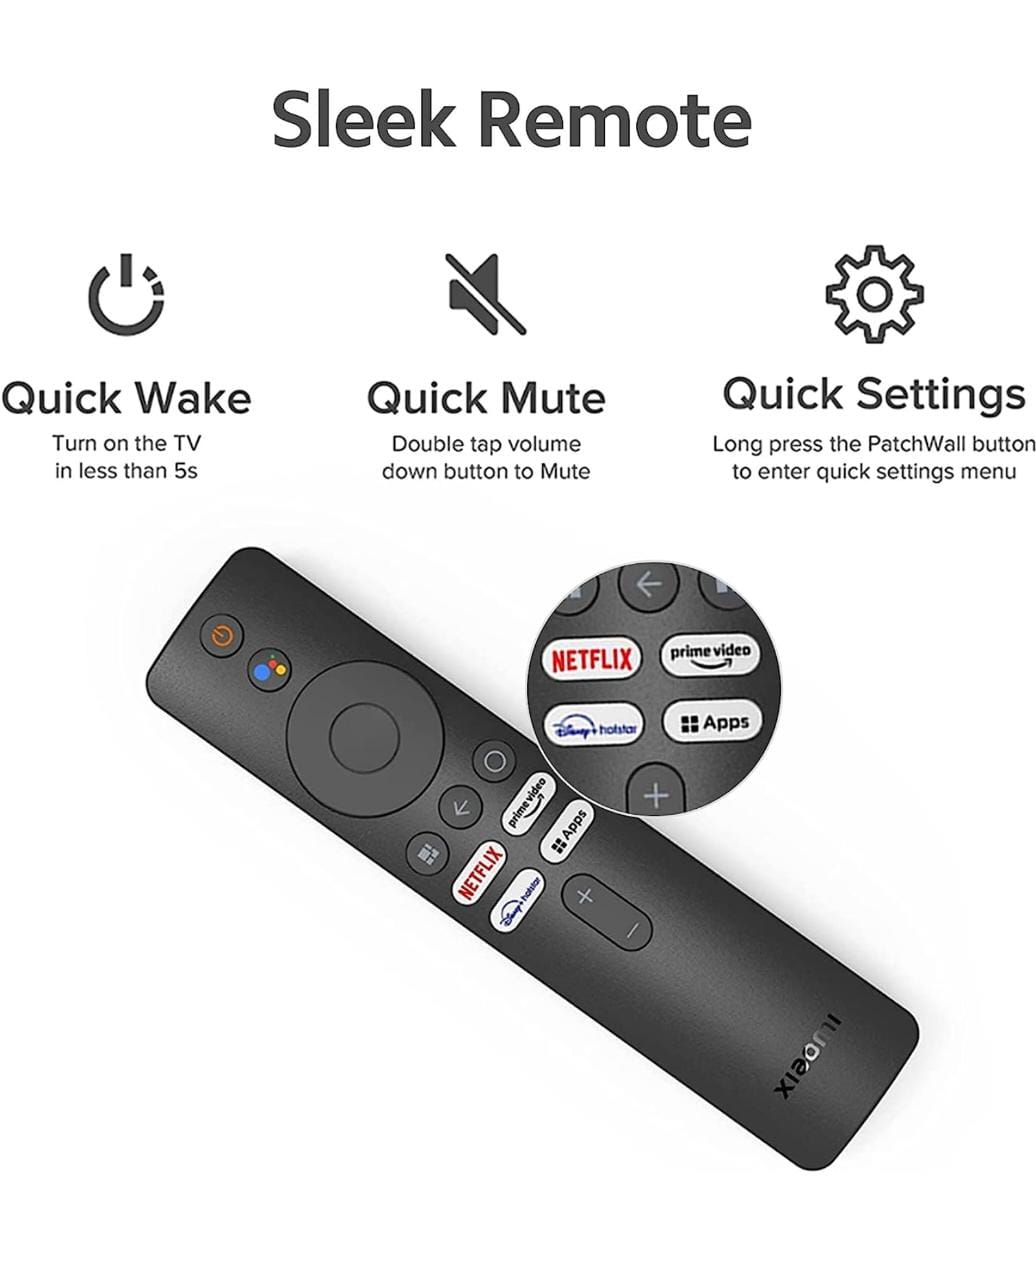 Sleek Remote
Quick Wake
Turn on the TV
in less than 5s
Quick Mute
Double tap volume
down button to Mute
Quick Settings
Long press the PatchWall button
to enter quick settings menu
NETFLIX
prime video
Disney+ hotstar
Apps
prime video
Apps
NETFLIX
Disney+ hotstar
xiaomi